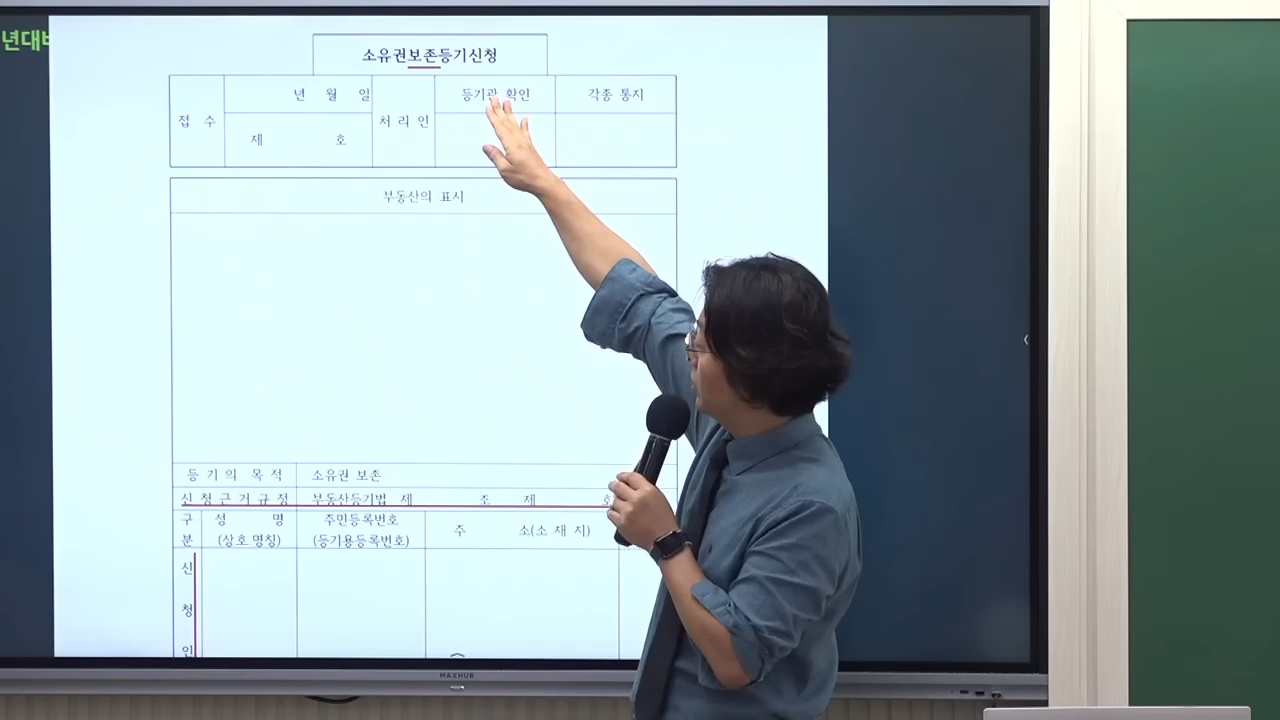 년대비
소유권보존등기신청
년 월 일
등기관 확인
각종 통지
접 수
처 리 인
제 호
부동산의 표시
등 기 의 목 적
소유권 보존
신 청 근 거 규 정
부동산등기법 제 조 제
구 분
성 명
(상호 명칭)
주민등록번호
(등기용등록번호)
주 소(소 재 지)
신
청
인
MAXHUB